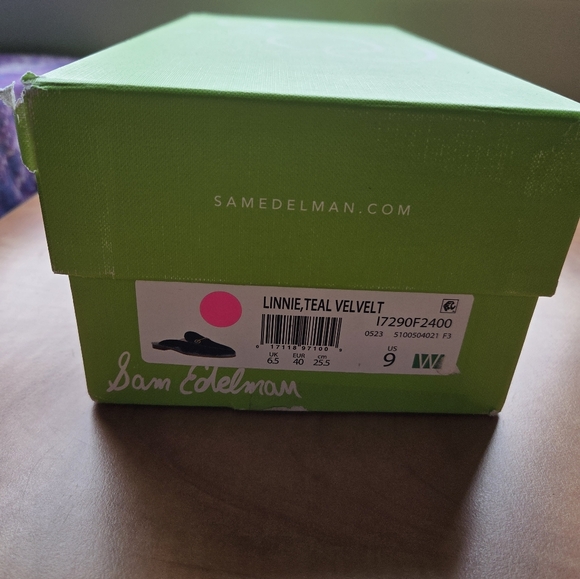 SAMEDELMAN.COM
LINNIE,TEAL VELVELT
I7290F2400
0523 5100504021 F3
UK EUR cm US
6.5 40 25.5 9 W
Sam Edelman